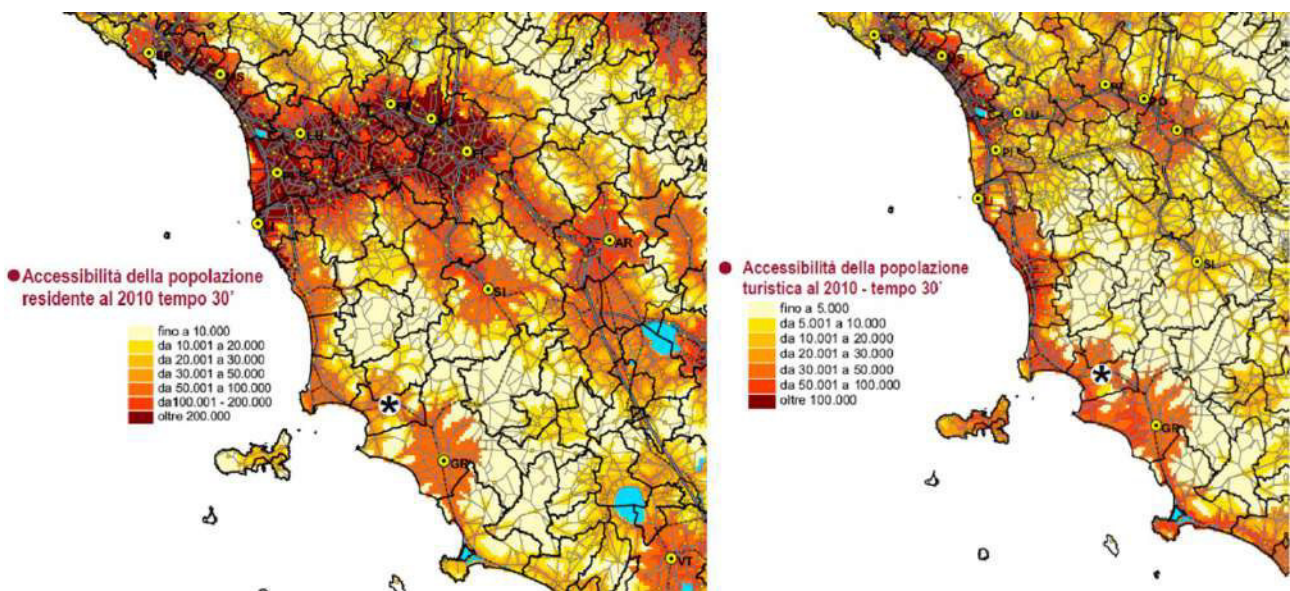 Accessibilità della popolazione
residente al 2010 tempo 30'
fino a 10.000
da 10.001 a 20.000
da 20.001 a 30.000
da 30.001 a 50.000
da 50.001 a 100.000
da100.001 - 200.000
oltre 200.000
MS
LU
AR
SI
*
GR
VT
Accessibilità della popolazione
turistica al 2010 - tempo 30'
fino a 5.000
da 5.001 a 10.000
da 10.001 a 20.000
da 20.001 a 30.000
da 30.001 a 50.000
da 50.001 a 100.000
oltre 100.000
MS
LU
PI
SI
*
GR